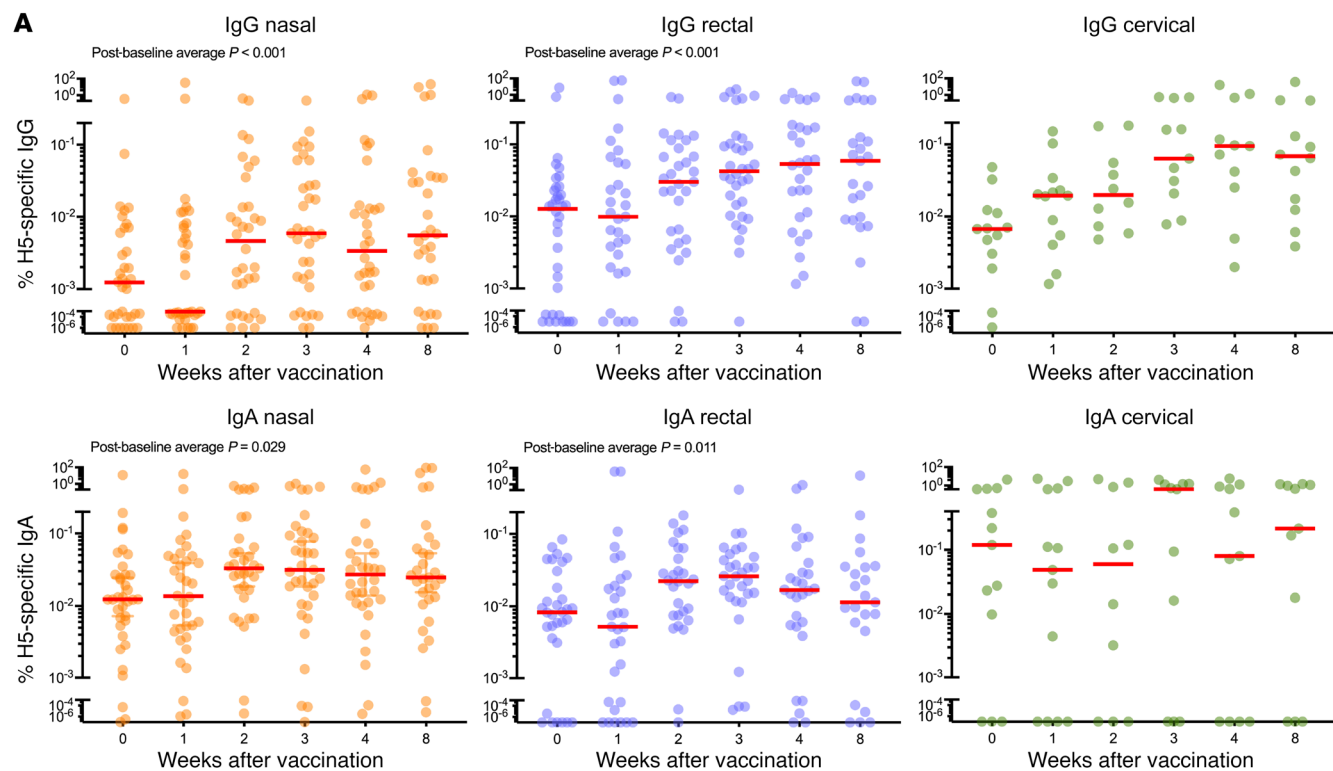 A
IgG nasal
IgG rectal
IgG cervical
Post-baseline average P < 0.001
Post-baseline average P < 0.001
% H5-specific IgG
10²
10⁰
10⁻¹
10⁻²
10⁻³
10⁻⁴
10⁻⁶
0 1 2 3 4 8
Weeks after vaccination
10²
10⁰
10⁻¹
10⁻²
10⁻³
10⁻⁴
10⁻⁶
0 1 2 3 4 8
Weeks after vaccination
10²
10⁰
10⁻¹
10⁻²
10⁻³
10⁻⁴
10⁻⁶
0 1 2 3 4 8
Weeks after vaccination
IgA nasal
IgA rectal
IgA cervical
Post-baseline average P = 0.029
Post-baseline average P = 0.011
% H5-specific IgA
10²
10⁰
10⁻¹
10⁻²
10⁻³
10⁻⁴
10⁻⁶
0 1 2 3 4 8
Weeks after vaccination
10²
10⁰
10⁻¹
10⁻²
10⁻³
10⁻⁴
10⁻⁶
0 1 2 3 4 8
Weeks after vaccination
10²
10⁰
10⁻¹
10⁻²
10⁻³
10⁻⁴
10⁻⁶
0 1 2 3 4 8
Weeks after vaccination